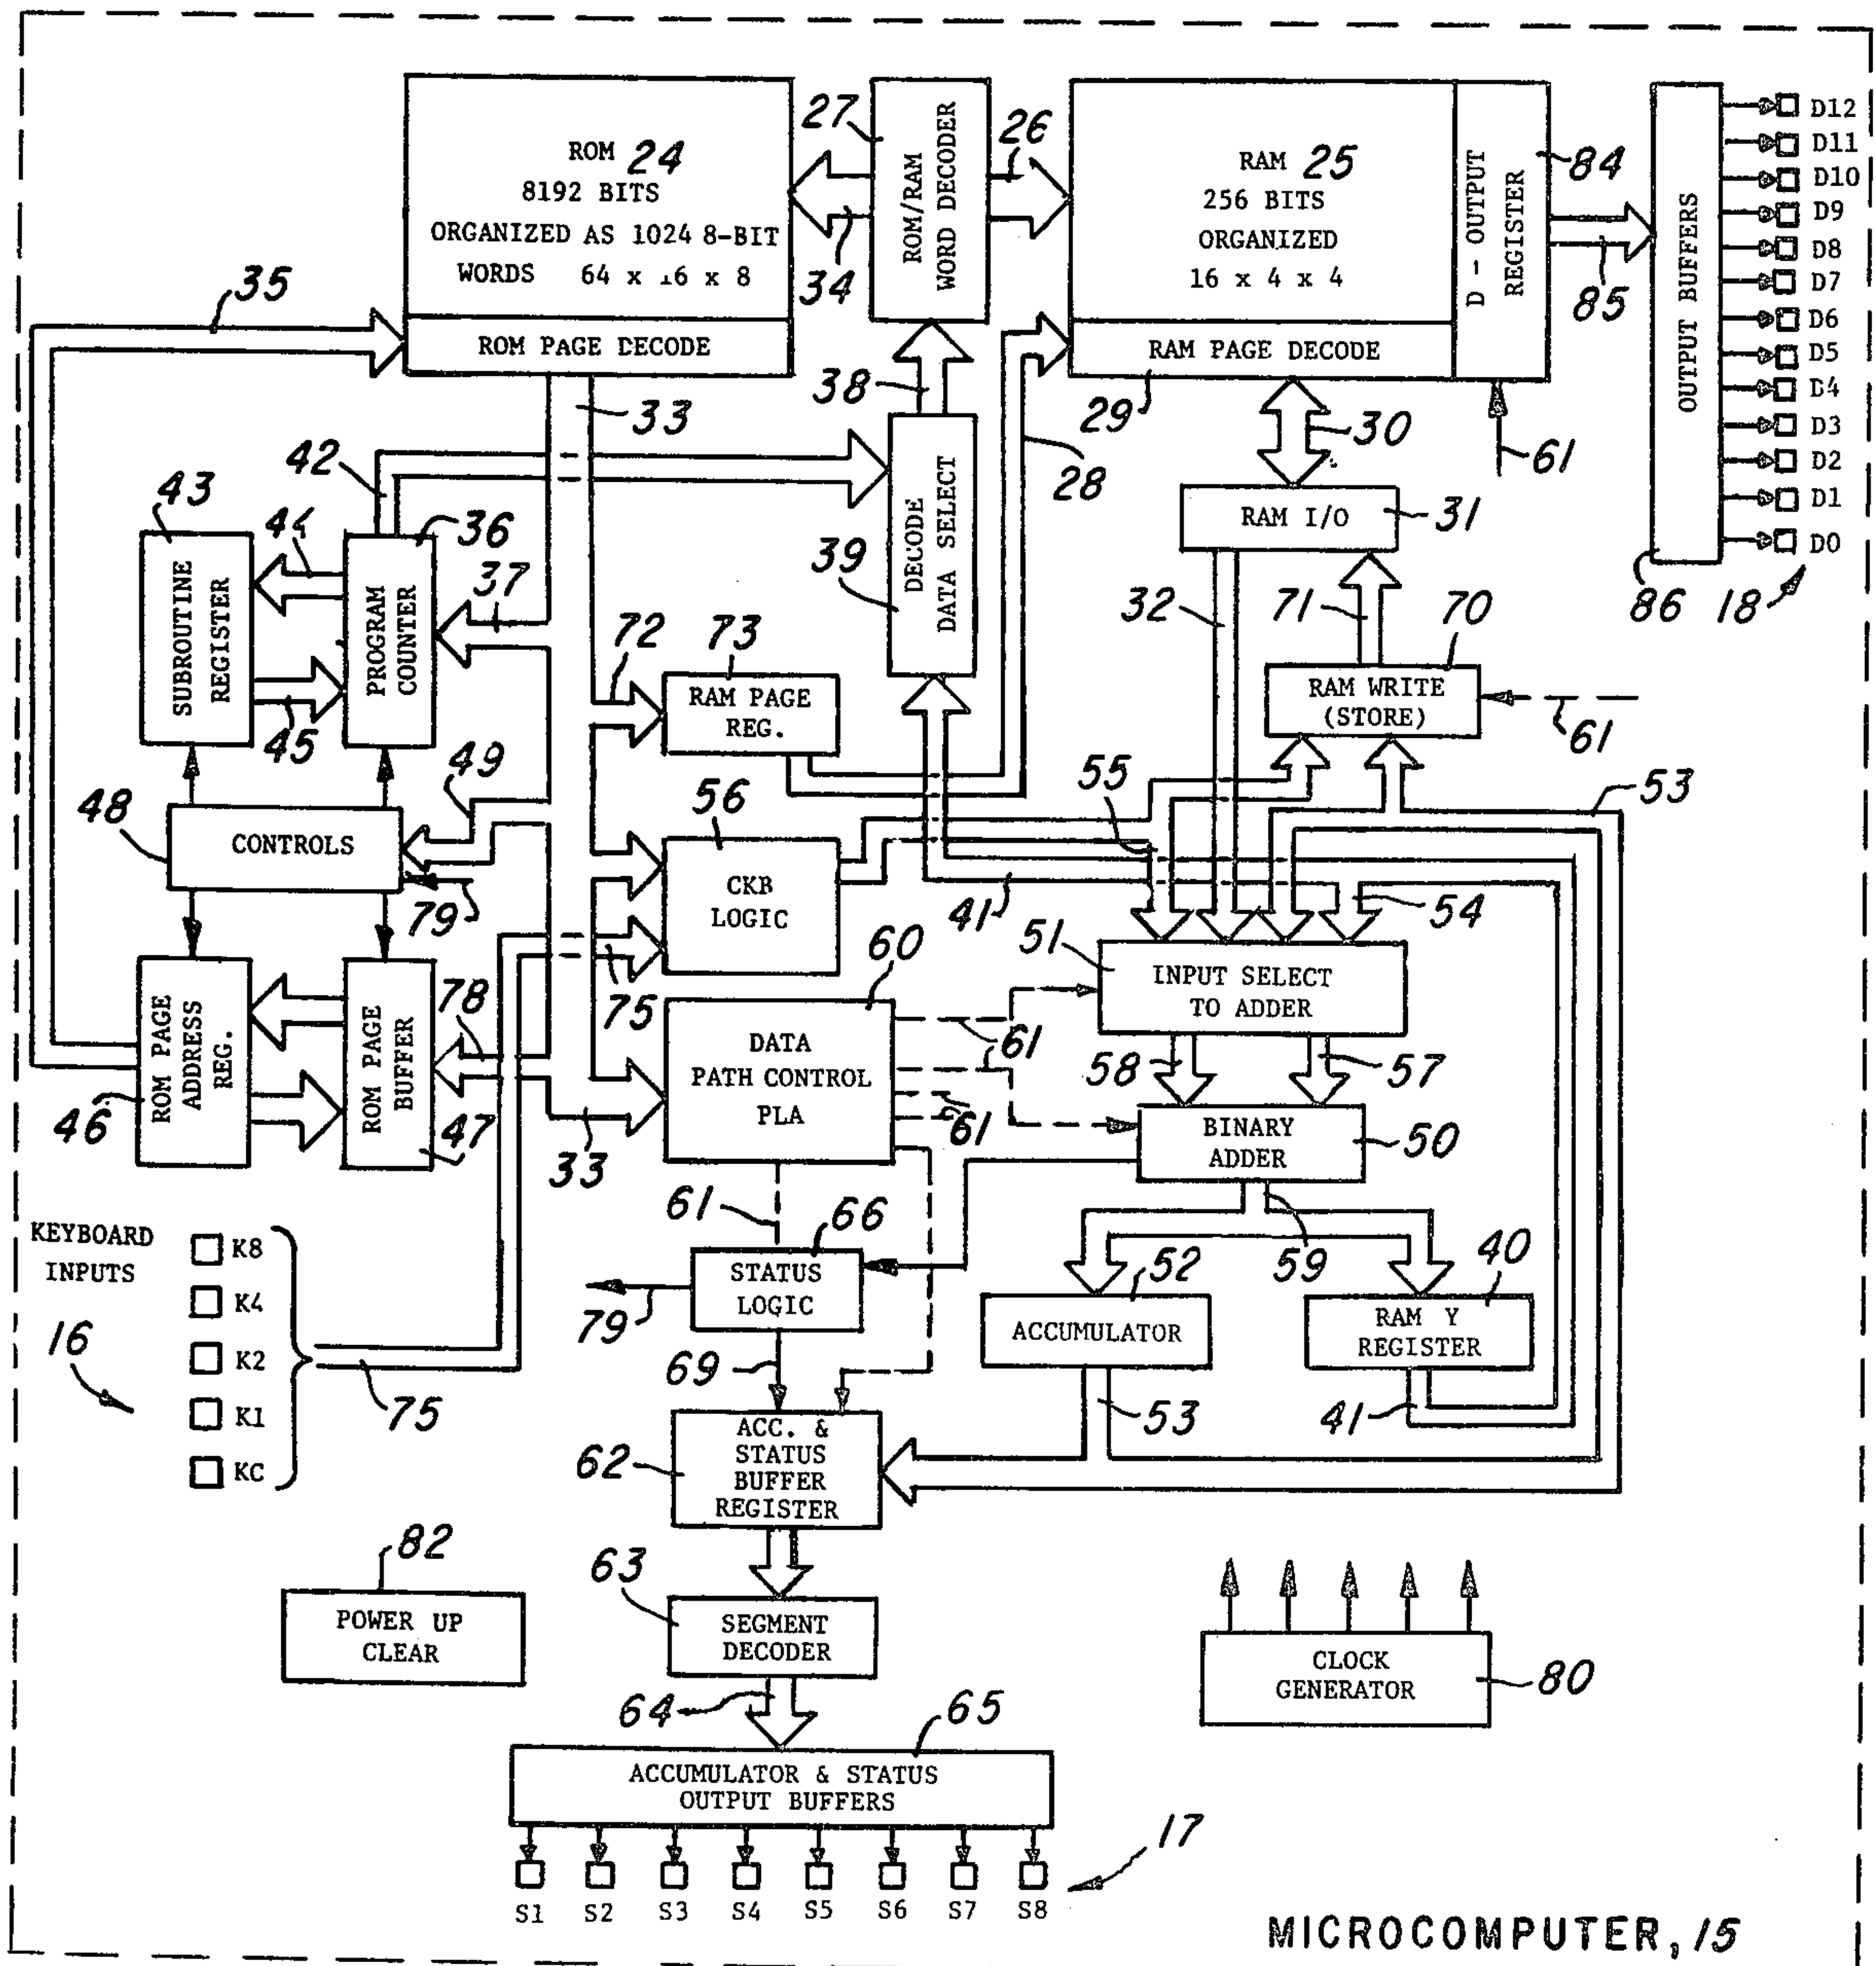 ROM 24
8192 BITS
ORGANIZED AS 1024 8-BIT
WORDS 64 x 16 x 8
ROM PAGE DECODE
35
27
ROM/RAM
WORD DECODER
26
34
RAM 25
256 BITS
ORGANIZED
16 x 4 x 4
RAM PAGE DECODE
D - OUTPUT
REGISTER
84
85
OUTPUT BUFFERS
D12
D11
D10
D9
D8
D7
D6
D5
D4
D3
D2
D1
D0
86
18
33
38
29
30
28
61
42
43
44
36
37
SUBROUTINE
REGISTER
PROGRAM
COUNTER
45
39
DECODE
DATA SELECT
RAM I/O
31
32
71
70
RAM WRITE
(STORE)
61
72
73
RAM PAGE
REG.
49
48
CONTROLS
79
56
CKB
LOGIC
55
53
41
54
51
INPUT SELECT
TO ADDER
78
75
60
DATA
PATH CONTROL
PLA
61
61
58
57
46
ROM PAGE
ADDRESS
REG.
ROM PAGE
BUFFER
47
33
BINARY
ADDER
50
61
66
STATUS
LOGIC
79
69
59
52
ACCUMULATOR
40
RAM Y
REGISTER
41
53
KEYBOARD
INPUTS
K8
K4
K2
K1
KC
16
75
62
ACC. &
STATUS
BUFFER
REGISTER
82
POWER UP
CLEAR
63
SEGMENT
DECODER
64
65
ACCUMULATOR & STATUS
OUTPUT BUFFERS
CLOCK
GENERATOR
80
S1 S2 S3 S4 S5 S6 S7 S8
17
MICROCOMPUTER, 15